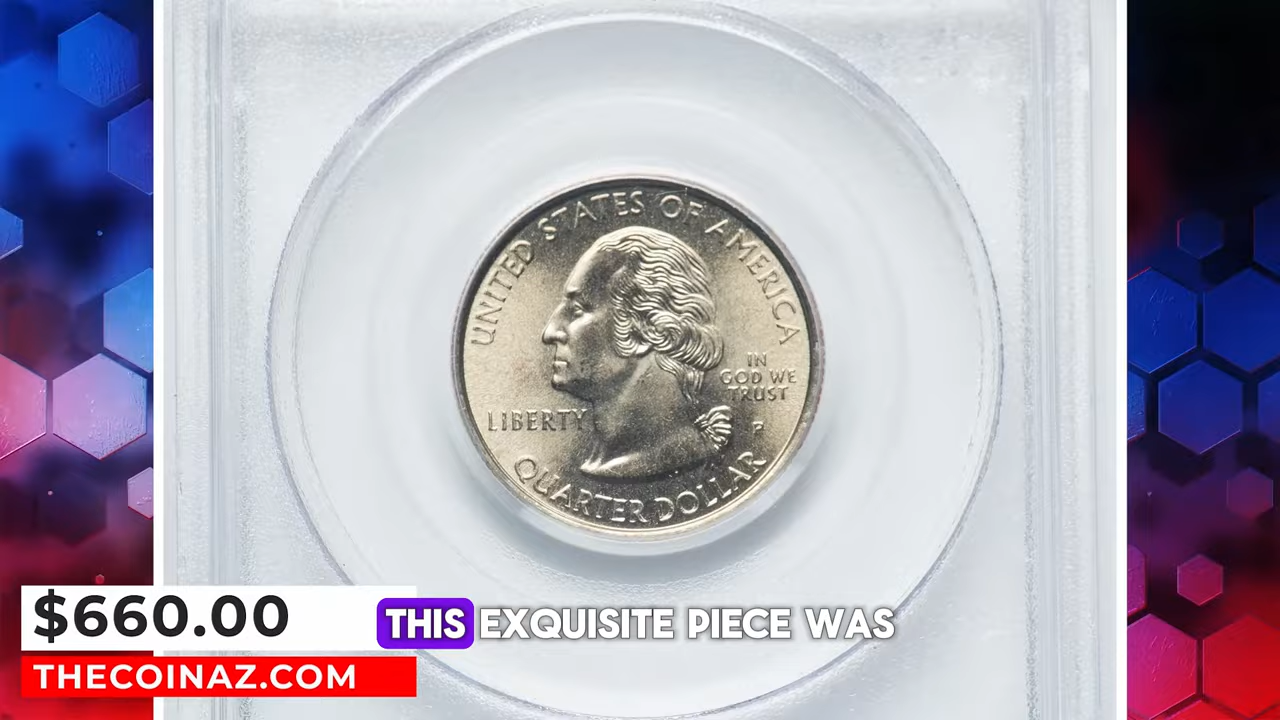 UNITED STATES OF AMERICA
IN
GOD WE
TRUST
LIBERTY
P
QUARTER DOLLAR
$660.00
THIS EXQUISITE PIECE WAS
THECOINAZ.COM